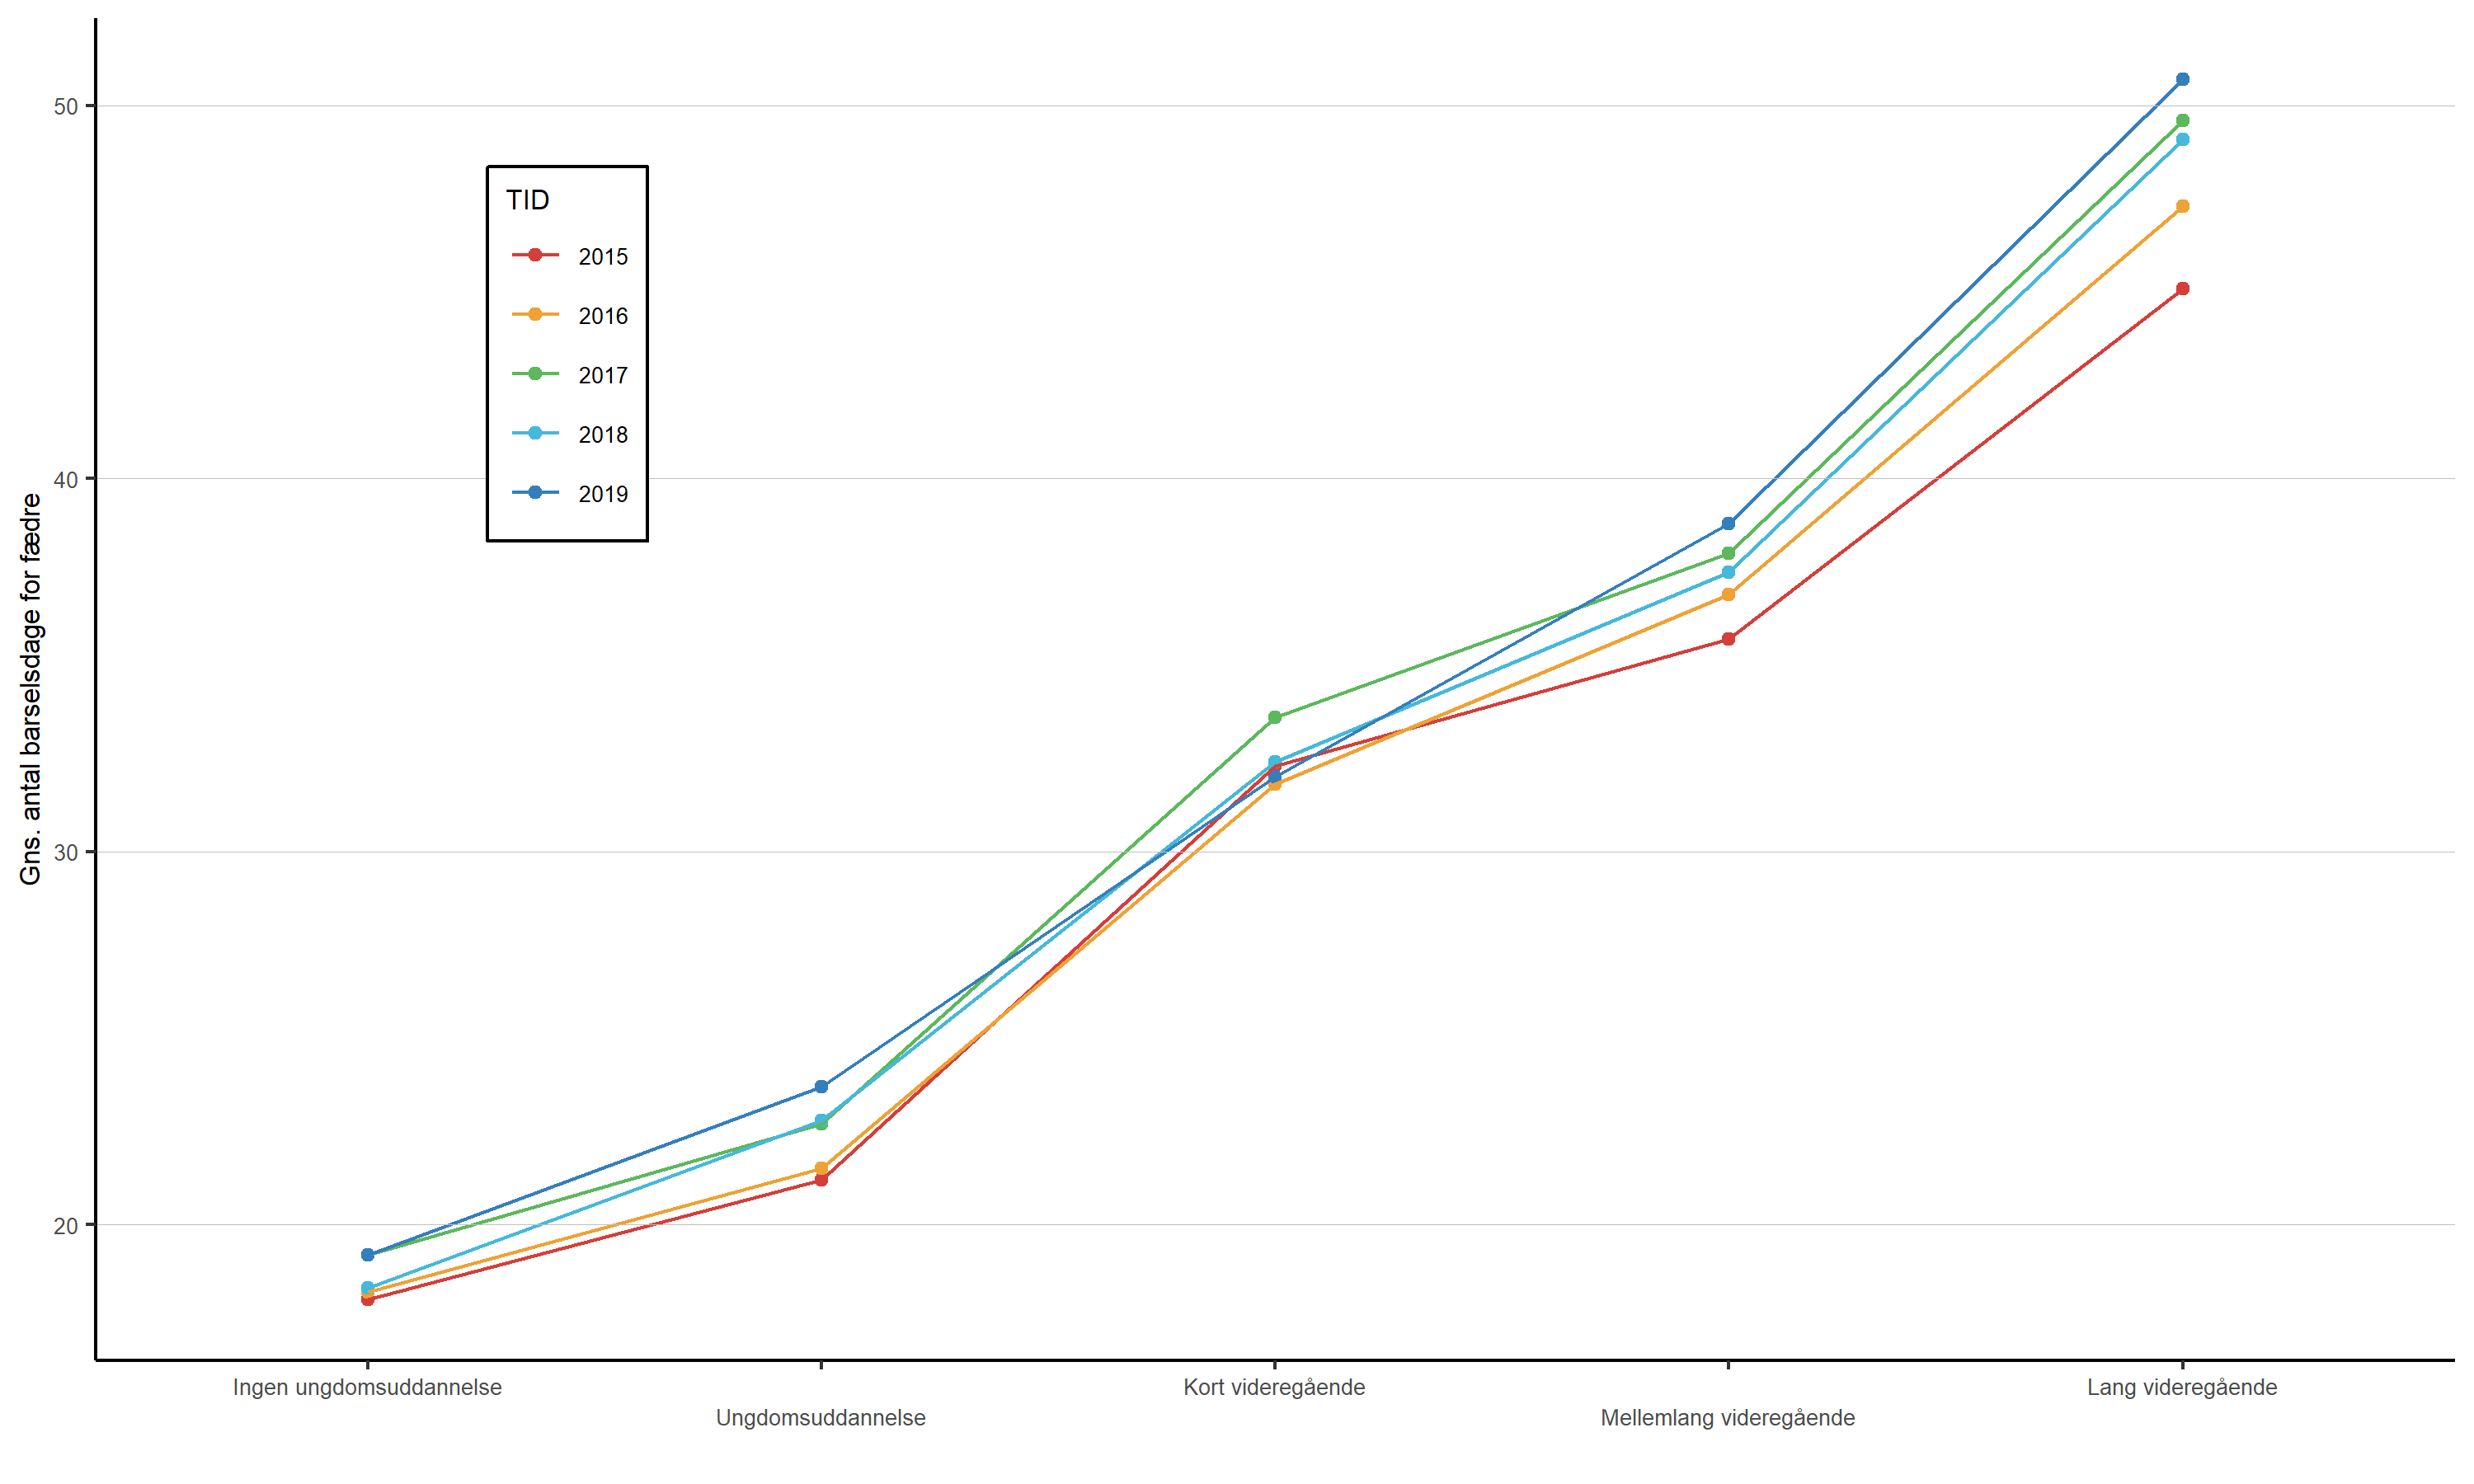 Gns. antal barselsdage for fædre
50
40
30
20
TID
2015
2016
2017
2018
2019
Ingen ungdomsuddannelse
Ungdomsuddannelse
Kort videregående
Mellemlang videregående
Lang videregående